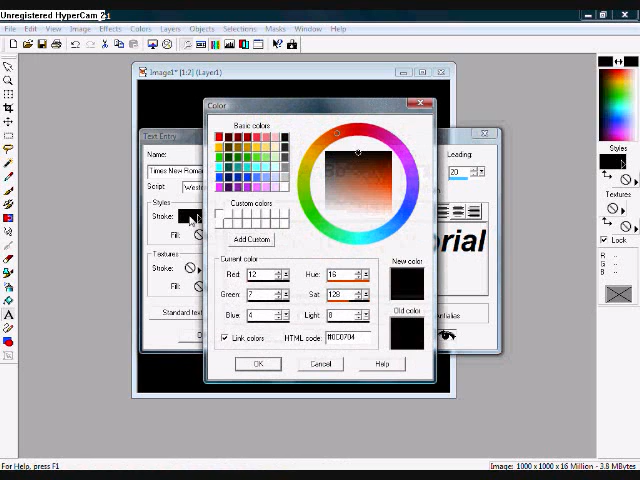 Unregistered HyperCam 2
File Edit View Image Effects Colors Layers Objects Selections Masks Window Help
Image1* [1:2] (Layer1)
Color
Text Entry
Name:
Times New Roman
Script
Western
Styles
Stroke:
Fill:
Textures
Stroke:
Fill:
Standard text
Basic colors
Custom colors
Add Custom
Current color
Red: 12
Hue: 16
Green: 7
Sat: 128
Blue: 4
Light: 8
Link colors
HTML code: #0C0704
New color
Old color
OK
Cancel
Help
Leading:
20
orial
Antialias
Styles
Lock
R: --
G: --
B: --
For Help, press F1
Image: 1000 x 1000 x 16 Million - 3.8 MBytes